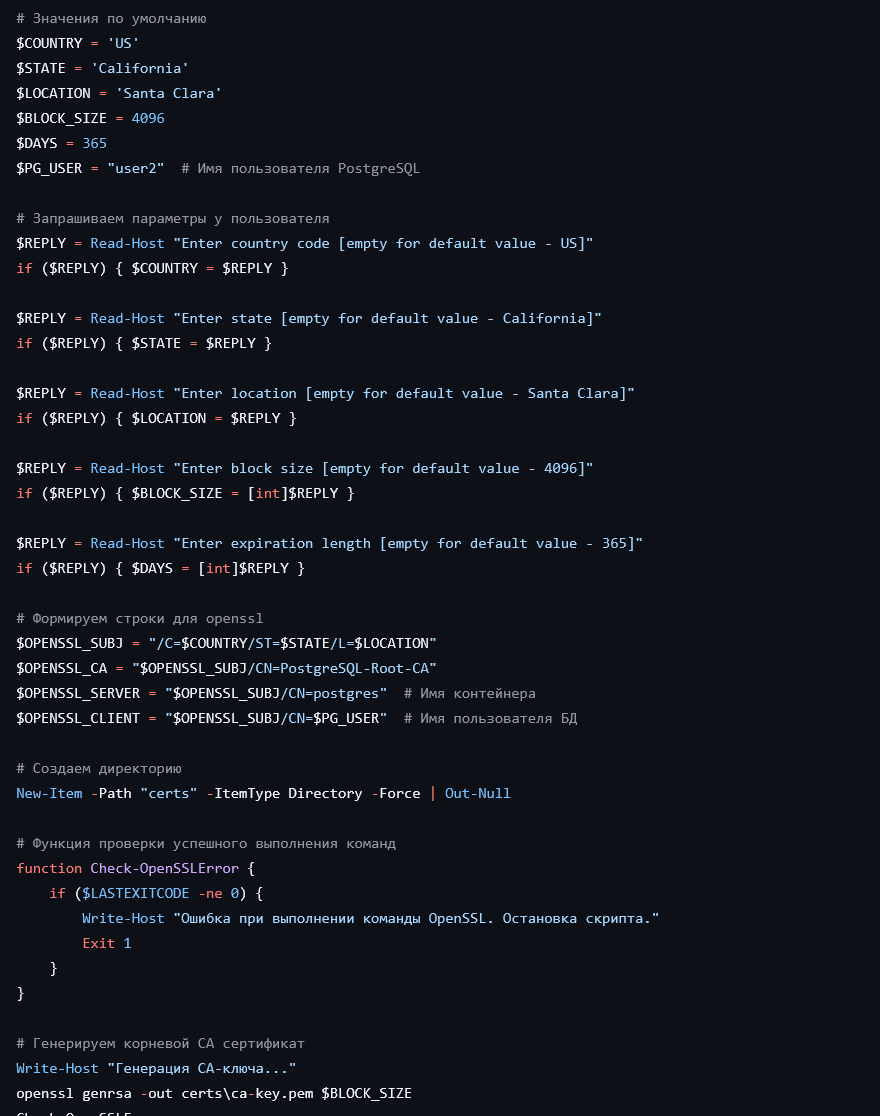 # Значения по умолчанию
$COUNTRY = 'US'
$STATE = 'California'
$LOCATION = 'Santa Clara'
$BLOCK_SIZE = 4096
$DAYS = 365
$PG_USER = "user2"  # Имя пользователя PostgreSQL
# Запрашиваем параметры у пользователя
$REPLY = Read-Host "Enter country code [empty for default value - US]"
if ($REPLY) { $COUNTRY = $REPLY }
$REPLY = Read-Host "Enter state [empty for default value - California]"
if ($REPLY) { $STATE = $REPLY }
$REPLY = Read-Host "Enter location [empty for default value - Santa Clara]"
if ($REPLY) { $LOCATION = $REPLY }
$REPLY = Read-Host "Enter block size [empty for default value - 4096]"
if ($REPLY) { $BLOCK_SIZE = [int]$REPLY }
$REPLY = Read-Host "Enter expiration length [empty for default value - 365]"
if ($REPLY) { $DAYS = [int]$REPLY }
# Формируем строки для openssl
$OPENSSL_SUBJ = "/C=$COUNTRY/ST=$STATE/L=$LOCATION"
$OPENSSL_CA = "$OPENSSL_SUBJ/CN=PostgreSQL-Root-CA"
$OPENSSL_SERVER = "$OPENSSL_SUBJ/CN=postgres"  # Имя контейнера
$OPENSSL_CLIENT = "$OPENSSL_SUBJ/CN=$PG_USER"  # Имя пользователя БД
# Создаем директорию
New-Item -Path "certs" -ItemType Directory -Force | Out-Null
# Функция проверки успешного выполнения команд
function Check-OpenSSLError {
    if ($LASTEXITCODE -ne 0) {
        Write-Host "Ошибка при выполнении команды OpenSSL. Остановка скрипта."
        Exit 1
    }
}
# Генерируем корневой CA сертификат
Write-Host "Генерация CA-ключа..."
openssl genrsa -out certs\ca-key.pem $BLOCK_SIZE